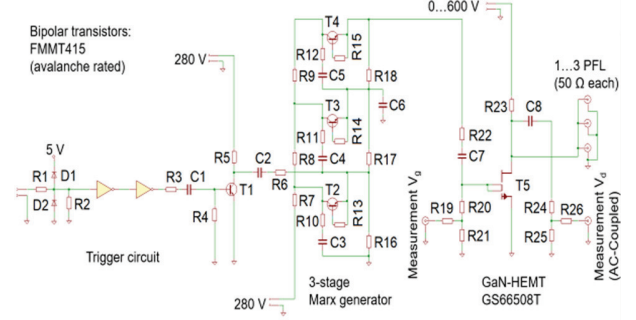 Bipolar transistors:
FMMT415
(avalanche rated)
280 V
5 V
R1
D1
D2
R2
R3
C1
R4
R5
T1
C2
R6
Trigger circuit
T4
R12
R15
R9
C5
R18
C6
T3
R11
R14
R8
C4
R17
T2
R7
R10
R13
C3
R16
280 V
3-stage
Marx generator
0...600 V
R22
C7
R19
R20
R21
Measurement Vg
R23
C8
T5
R24
R25
R26
1...3 PFL
(50 Ω each)
GaN-HEMT
GS66508T
Measurement Vd
(AC-Coupled)